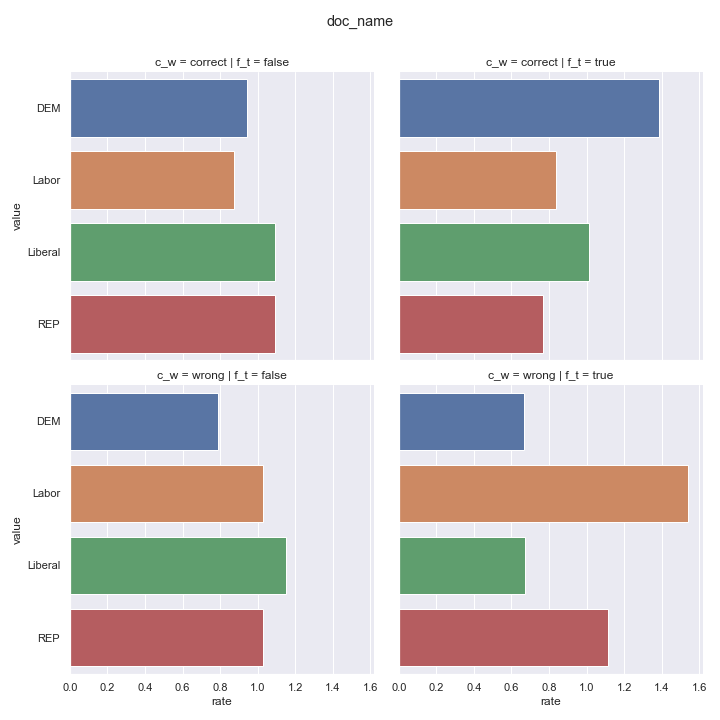 doc_name
c_w = correct | f_t = false
c_w = correct | f_t = true
DEM
Labor
value
Liberal
REP
c_w = wrong | f_t = false
c_w = wrong | f_t = true
DEM
Labor
value
Liberal
REP
0.0 0.2 0.4 0.6 0.8 1.0 1.2 1.4 1.6
0.0 0.2 0.4 0.6 0.8 1.0 1.2 1.4 1.6
rate
rate